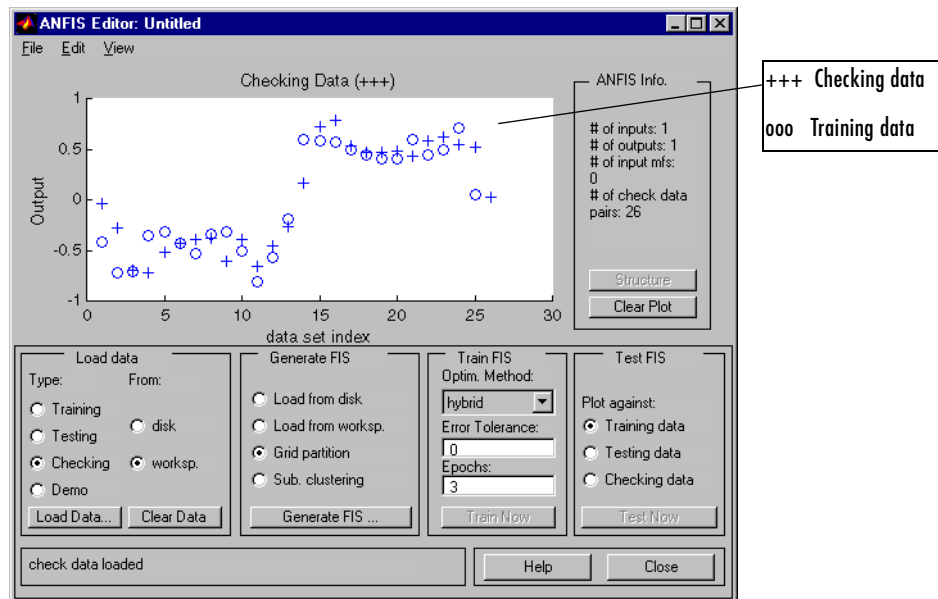 ANFIS Editor: Untitled
File Edit View
Checking Data (+++)
1
0.5
0
-0.5
-1
Output
0 5 10 15 20 25 30
data set index
ANFIS Info.
# of inputs: 1
# of outputs: 1
# of input mfs:
0
# of check data
pairs: 26
Structure
Clear Plot
+++ Checking data
ooo Training data
Load data
Type: From:
Training
Testing
Checking
Demo
disk
worksp.
Load Data... Clear Data
Generate FIS
Load from disk
Load from worksp.
Grid partition
Sub. clustering
Generate FIS ...
Train FIS
Optim. Method:
hybrid
Error Tolerance:
0
Epochs:
3
Train Now
Test FIS
Plot against:
Training data
Testing data
Checking data
Test Now
check data loaded
Help Close